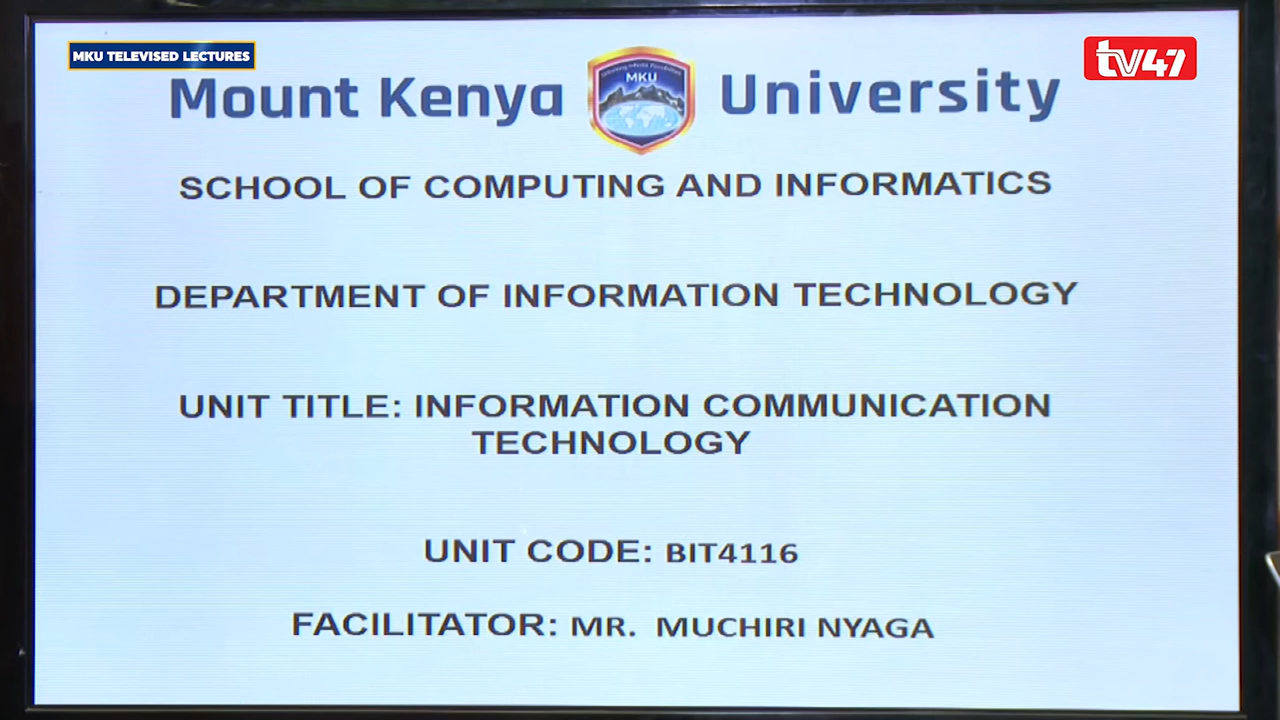 MKU TELEVISED LECTURES
tv47
Mount Kenya University
MKU
SCHOOL OF COMPUTING AND INFORMATICS
DEPARTMENT OF INFORMATION TECHNOLOGY
UNIT TITLE: INFORMATION COMMUNICATION
TECHNOLOGY
UNIT CODE: BIT4116
FACILITATOR: MR. MUCHIRI NYAGA